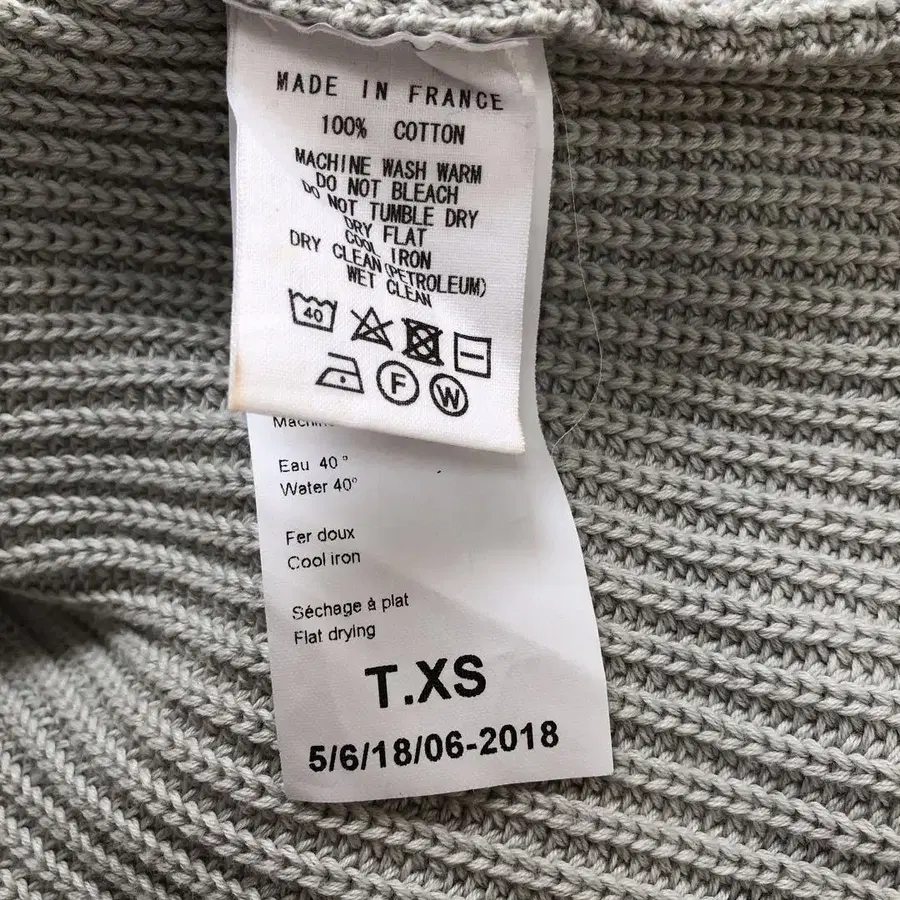 MADE IN FRANCE
100% COTTON
MACHINE WASH WARM
DO NOT BLEACH
DO NOT TUMBLE DRY
DRY FLAT
COOL IRON
DRY CLEAN (PETROLEUM)
WET CLEAN
40
F W
Eau 40°
Water 40°
Fer doux
Cool iron
Séchage à plat
Flat drying
T.XS
5/6/18/06-2018